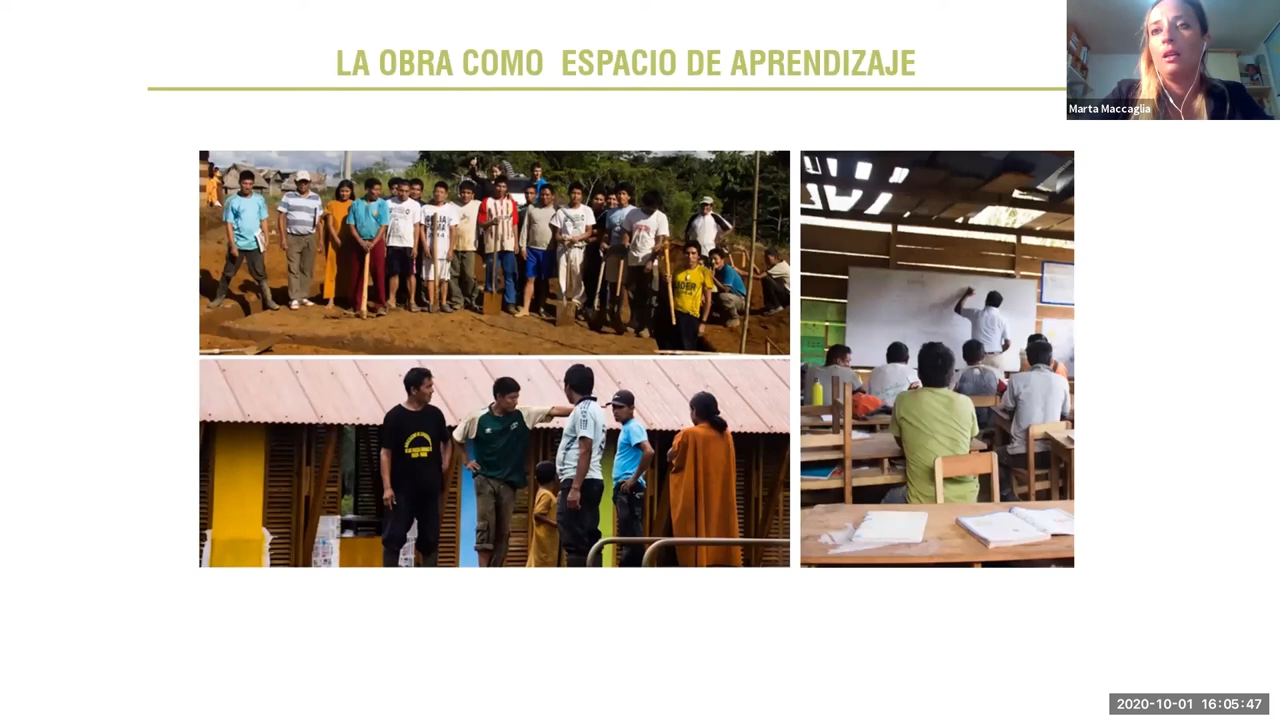 LA OBRA COMO ESPACIO DE APRENDIZAJE
Marta Maccaglia
2020-10-01 16:05:47